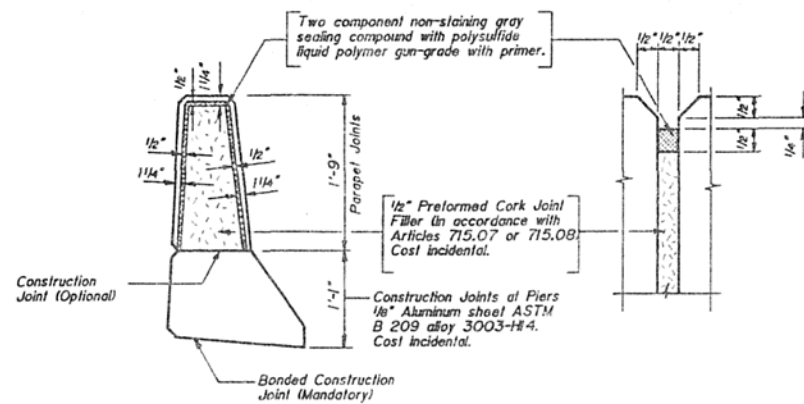 Two component non-staining gray
sealing compound with polysulfide
liquid polymer gun-grade with primer.
1/2" 1/2" 1/2"
1/2"
1 1/4"
1/2"
1 1/4"
1/2"
1 1/4"
1'-9"
Parapet Joints
1/2"
1/2"
1/4"
1/2" Preformed Cork Joint
Filler (in accordance with
Articles 715.07 or 715.08)
Cost incidental.
Construction
Joint (Optional)
1'-1"
Construction Joints at Piers
1/8" Aluminum sheet ASTM
B 209 alloy 3003-H14.
Cost incidental.
Bonded Construction
Joint (Mandatory)